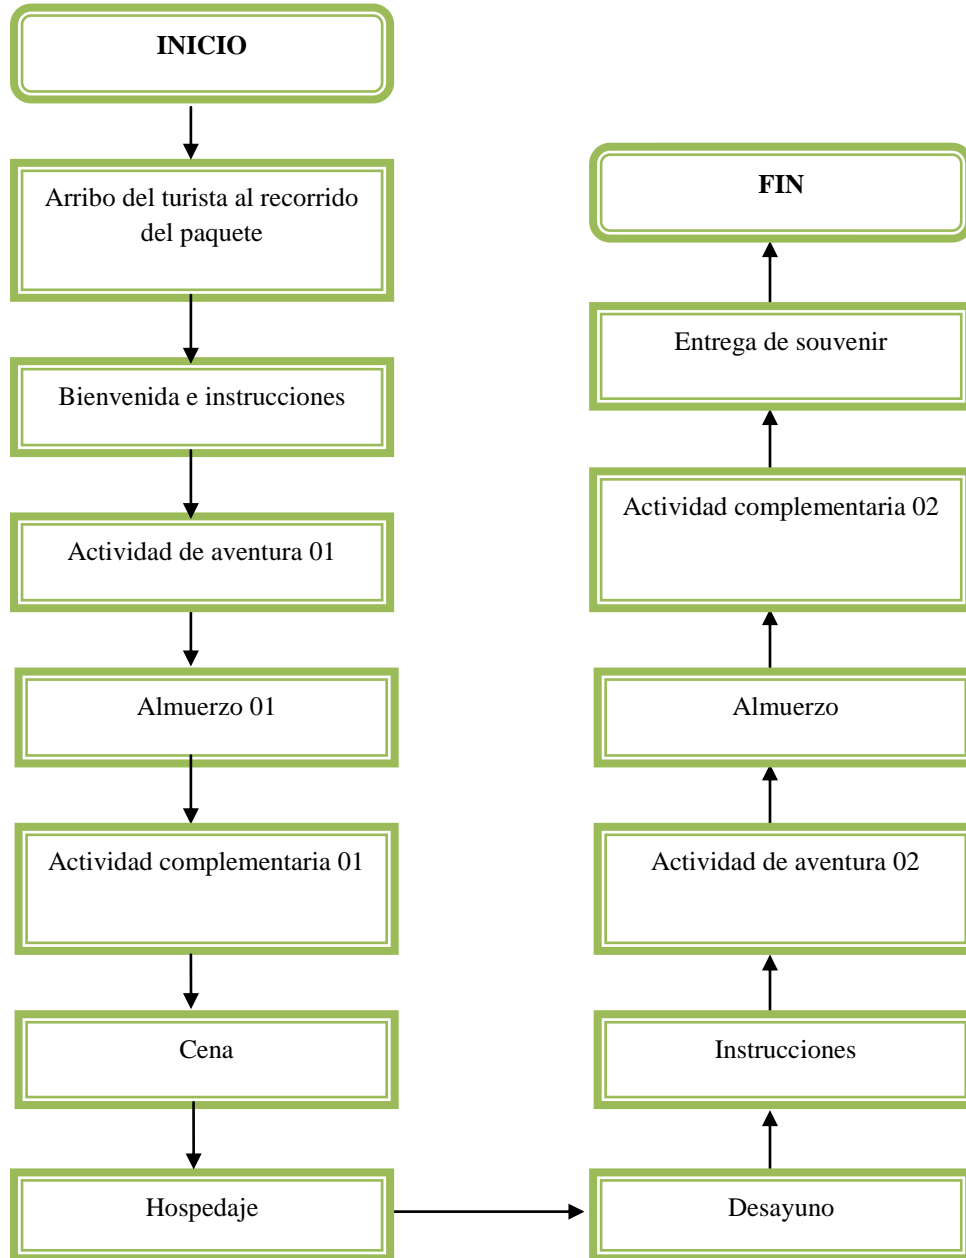 INICIO
Arribo del turista al recorrido
del paquete
Bienvenida e instrucciones
Actividad de aventura 01
Almuerzo 01
Actividad complementaria 01
Cena
Hospedaje
Desayuno
Instrucciones
Actividad de aventura 02
Almuerzo
Actividad complementaria 02
Entrega de souvenir
FIN